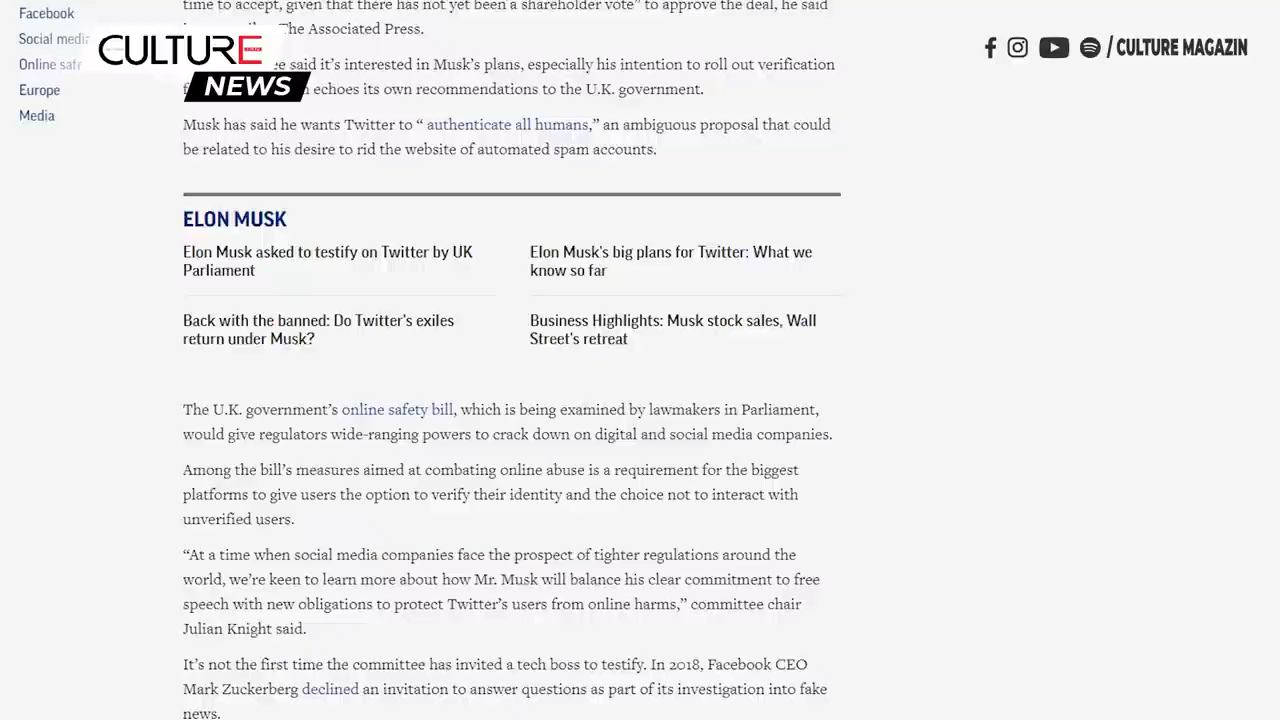 Facebook
Social media
Online safe
Europe
Media
CULTURE
NEWS
/ CULTURE MAGAZIN
time to accept, given that there has not yet been a shareholder vote” to approve the deal, he said
The Associated Press.
said it’s interested in Musk’s plans, especially his intention to roll out verification
echoes its own recommendations to the U.K. government.
Musk has said he wants Twitter to “ authenticate all humans,” an ambiguous proposal that could
be related to his desire to rid the website of automated spam accounts.
ELON MUSK
Elon Musk asked to testify on Twitter by UK
Parliament
Elon Musk's big plans for Twitter: What we
know so far
Back with the banned: Do Twitter's exiles
return under Musk?
Business Highlights: Musk stock sales, Wall
Street's retreat
The U.K. government’s online safety bill, which is being examined by lawmakers in Parliament,
would give regulators wide-ranging powers to crack down on digital and social media companies.
Among the bill’s measures aimed at combating online abuse is a requirement for the biggest
platforms to give users the option to verify their identity and the choice not to interact with
unverified users.
“At a time when social media companies face the prospect of tighter regulations around the
world, we’re keen to learn more about how Mr. Musk will balance his clear commitment to free
speech with new obligations to protect Twitter’s users from online harms,” committee chair
Julian Knight said.
It’s not the first time the committee has invited a tech boss to testify. In 2018, Facebook CEO
Mark Zuckerberg declined an invitation to answer questions as part of its investigation into fake
news.